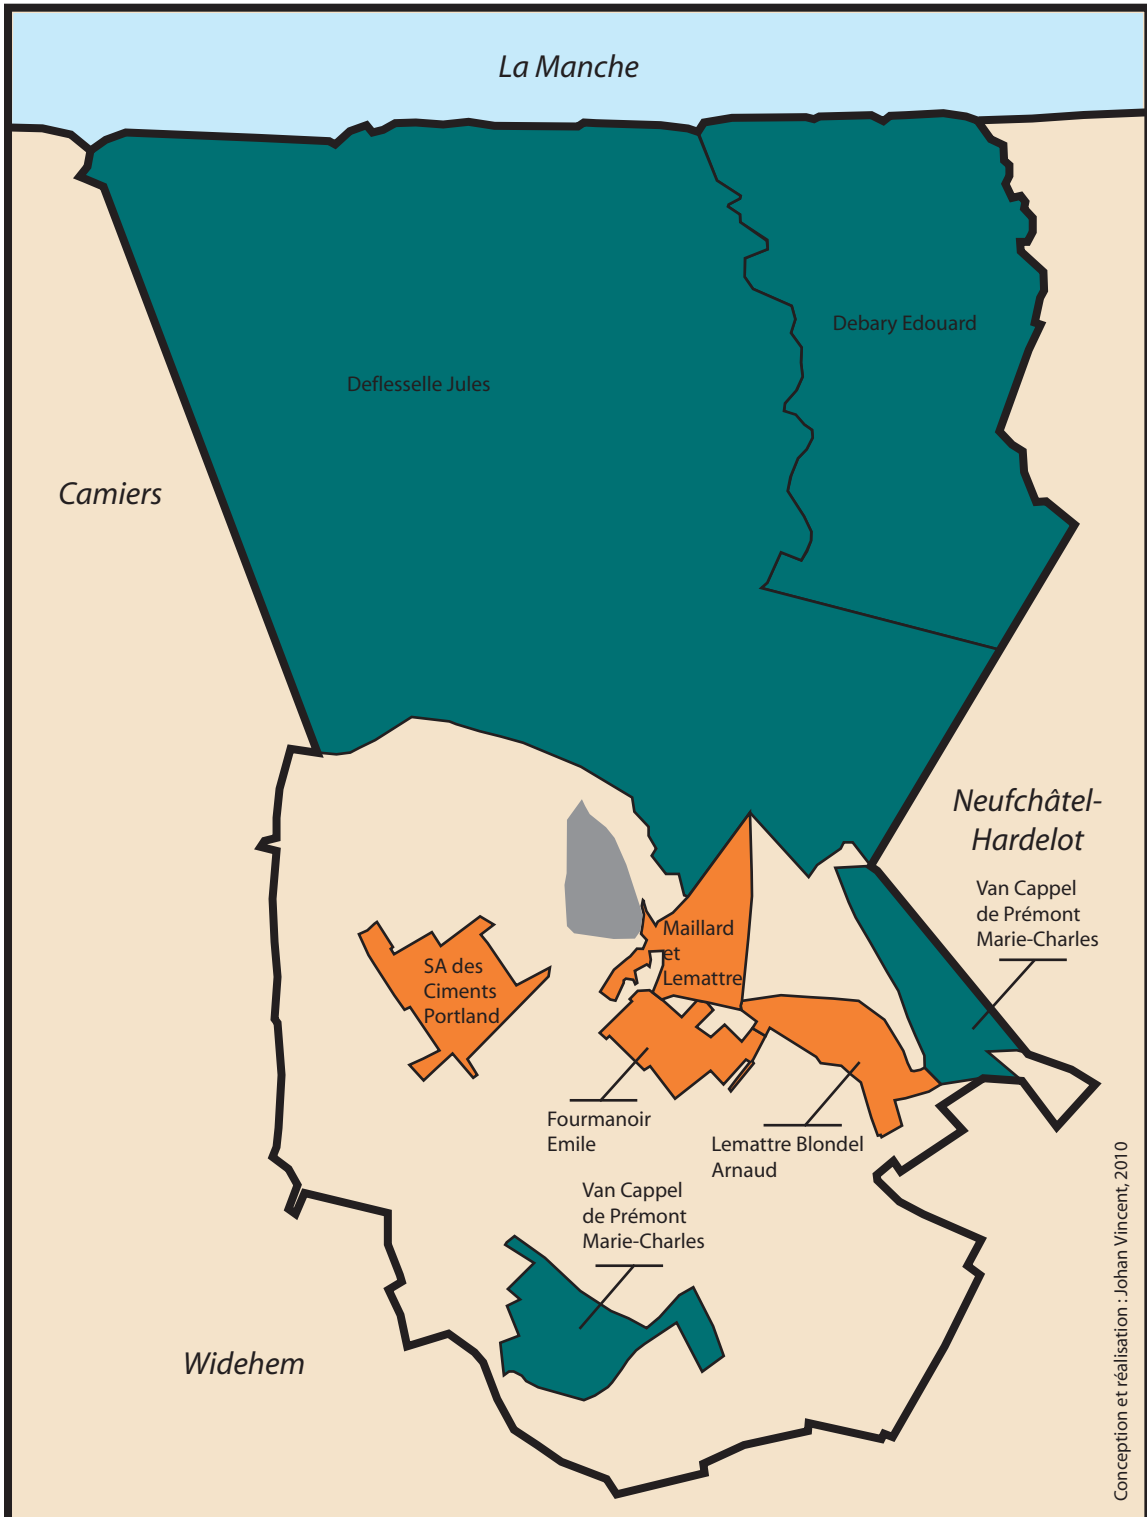 La Manche
Debary Edouard
Deflesselle Jules
Camiers
Neufchâtel-
Hardelot
Van Cappel
de Prémont
Marie-Charles
Maillard
et
Lemattre
SA des
Ciments
Portland
Fourmanoir
Emile
Lemattre Blondel
Arnaud
Van Cappel
de Prémont
Marie-Charles
Widehem
Conception et réalisation : Johan Vincent, 2010